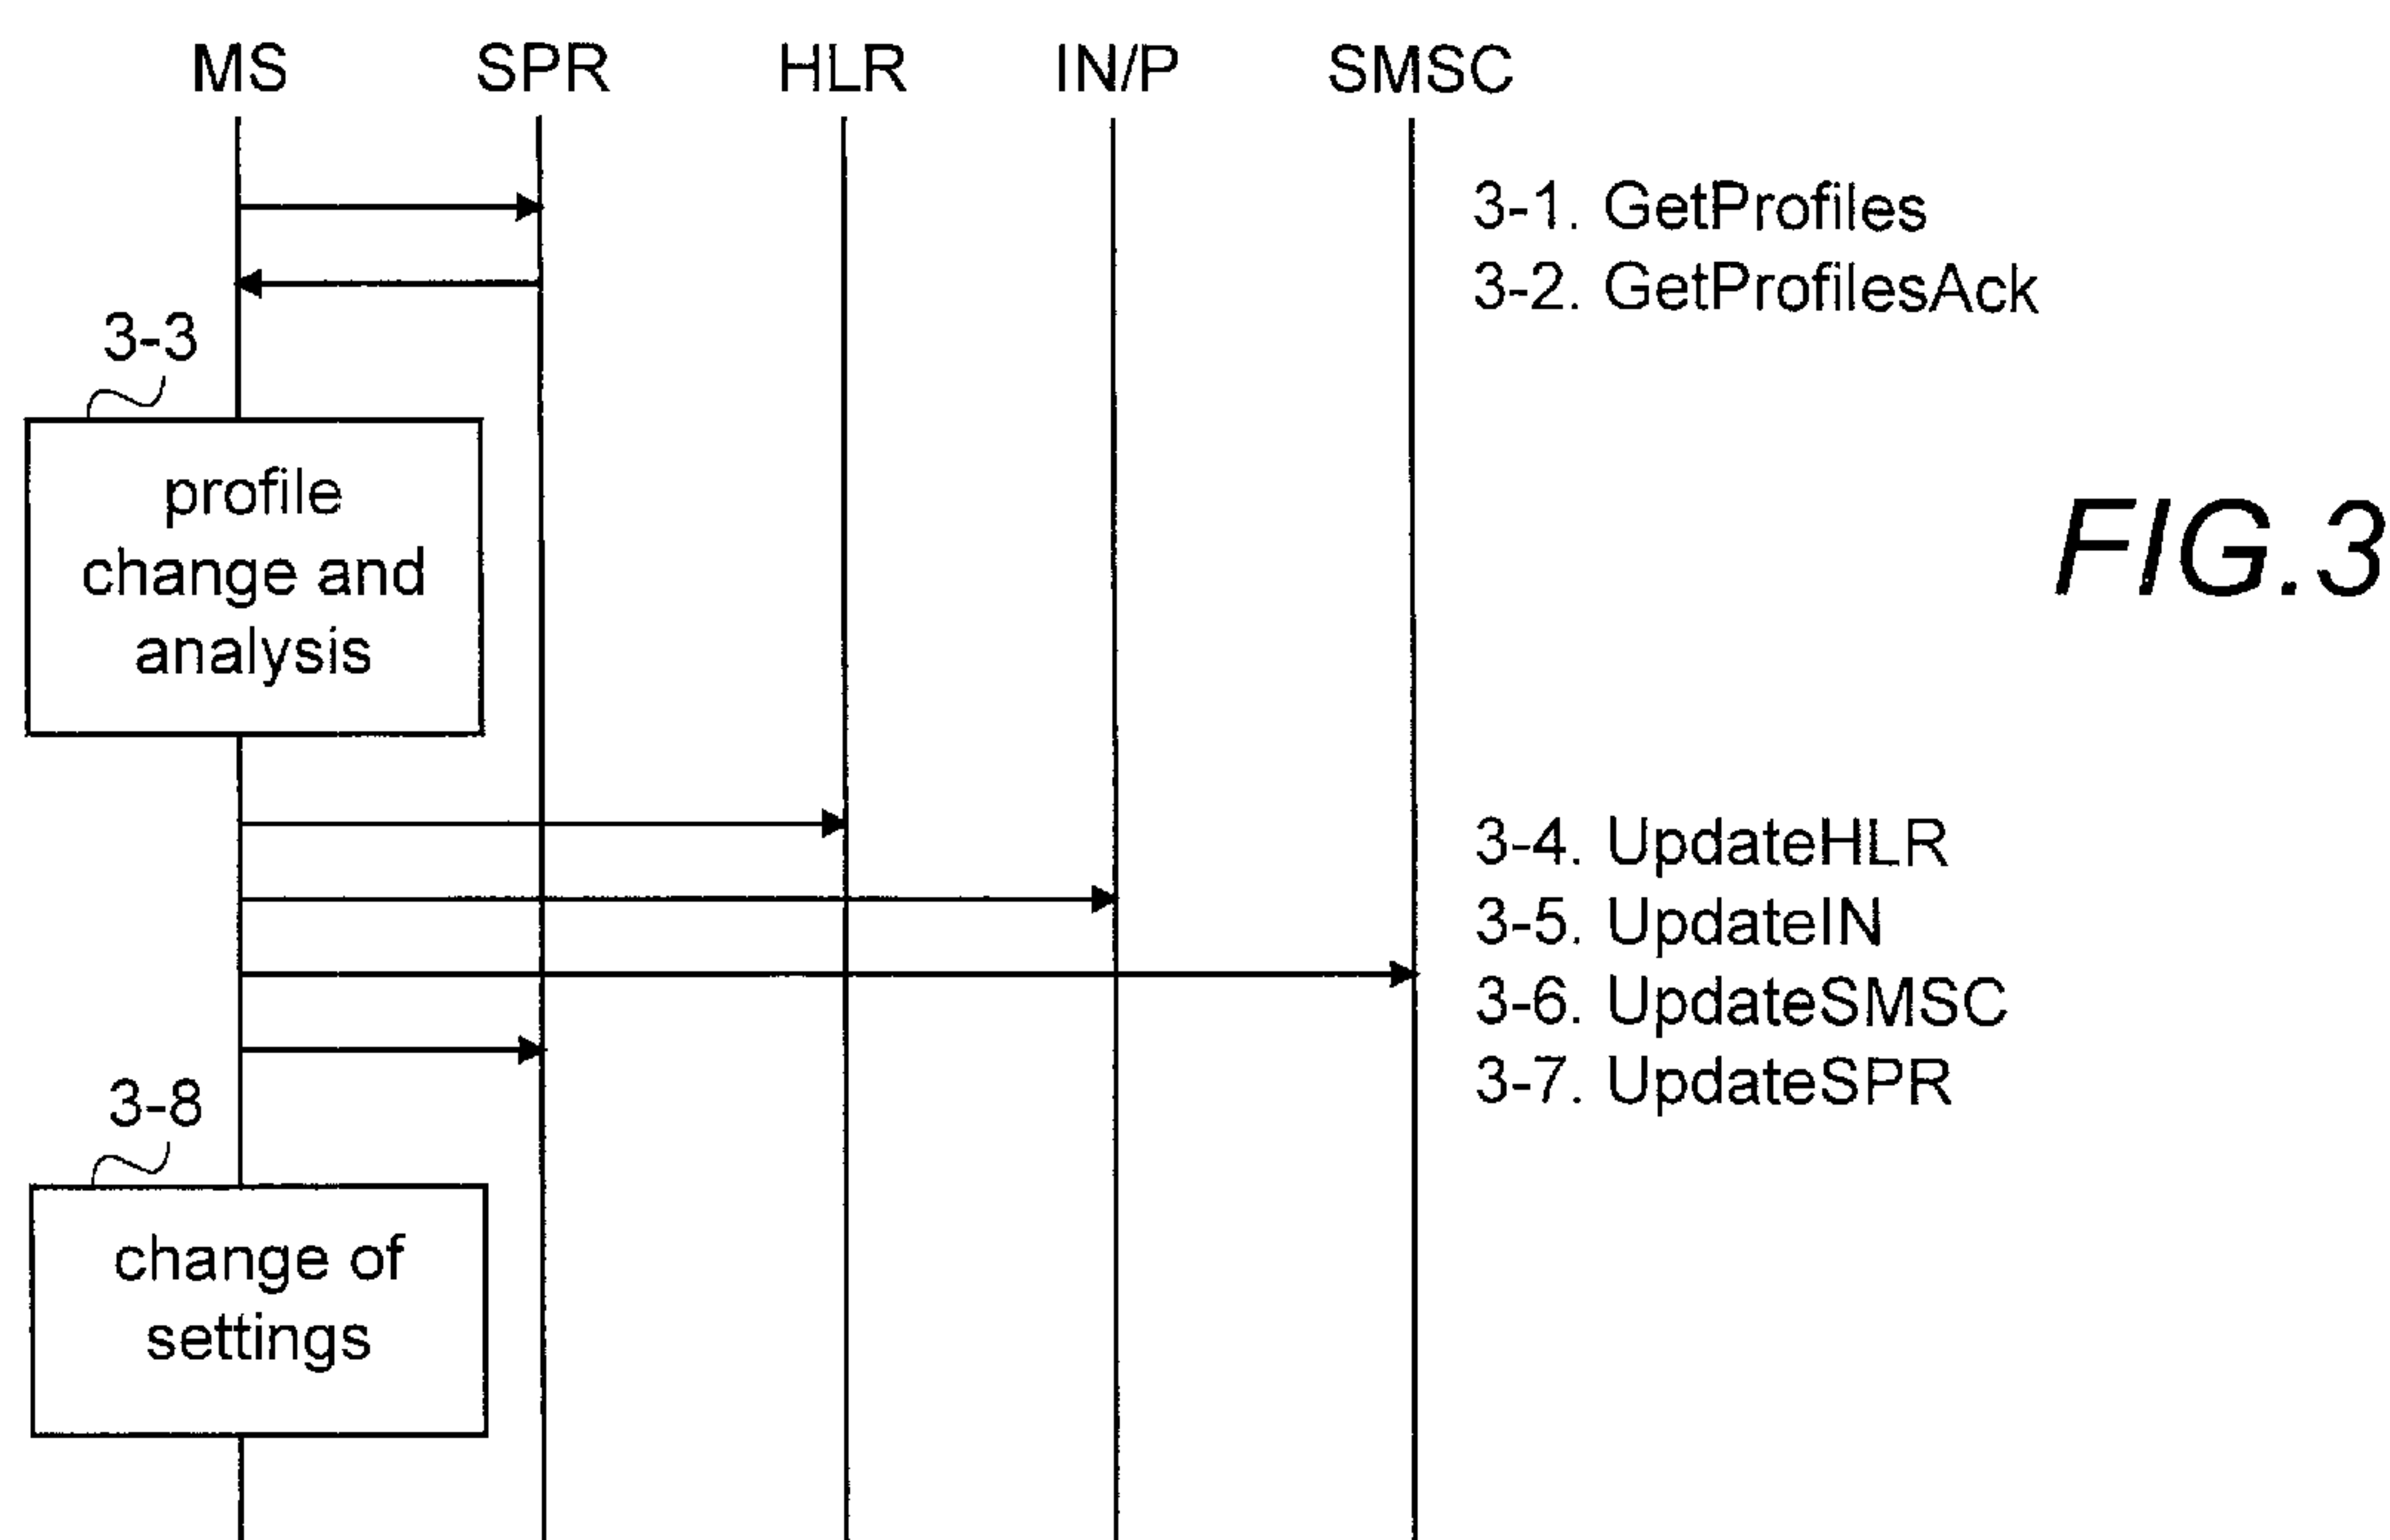 MS SPR HLR IN/P SMSC
3-1. GetProfiles
3-2. GetProfilesAck
3-3
profile
change and
analysis
FIG.3
3-4. UpdateHLR
3-5. UpdateIN
3-6. UpdateSMSC
3-7. UpdateSPR
3-8
change of
settings